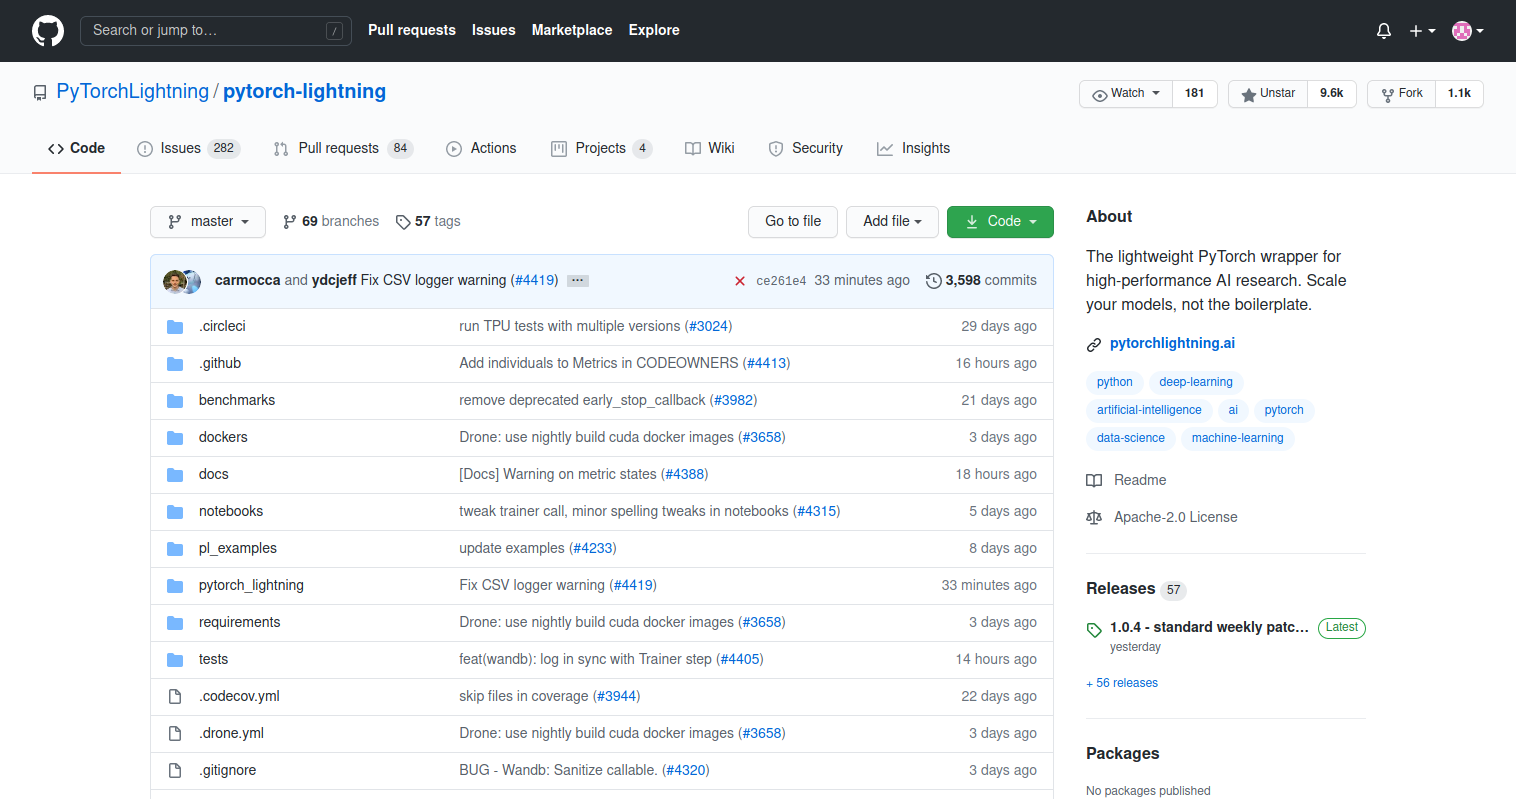 Search or jump to… / Pull requests Issues Marketplace Explore
PyTorchLightning / pytorch-lightning Watch 181 Unstar 9.6k Fork 1.1k
Code Issues 282 Pull requests 84 Actions Projects 4 Wiki Security Insights
master 69 branches 57 tags Go to file Add file Code
carmocca and ydcjeff Fix CSV logger warning (#4419) … ce261e4 33 minutes ago 3,598 commits
.circleci run TPU tests with multiple versions (#3024) 29 days ago
.github Add individuals to Metrics in CODEOWNERS (#4413) 16 hours ago
benchmarks remove deprecated early_stop_callback (#3982) 21 days ago
dockers Drone: use nightly build cuda docker images (#3658) 3 days ago
docs [Docs] Warning on metric states (#4388) 18 hours ago
notebooks tweak trainer call, minor spelling tweaks in notebooks (#4315) 5 days ago
pl_examples update examples (#4233) 8 days ago
pytorch_lightning Fix CSV logger warning (#4419) 33 minutes ago
requirements Drone: use nightly build cuda docker images (#3658) 3 days ago
tests feat(wandb): log in sync with Trainer step (#4405) 14 hours ago
.codecov.yml skip files in coverage (#3944) 22 days ago
.drone.yml Drone: use nightly build cuda docker images (#3658) 3 days ago
.gitignore BUG - Wandb: Sanitize callable. (#4320) 3 days ago
About
The lightweight PyTorch wrapper for
high-performance AI research. Scale
your models, not the boilerplate.
pytorchlightning.ai
python deep-learning
artificial-intelligence ai pytorch
data-science machine-learning
Readme
Apache-2.0 License
Releases 57
1.0.4 - standard weekly patc... Latest
yesterday
+ 56 releases
Packages
No packages published